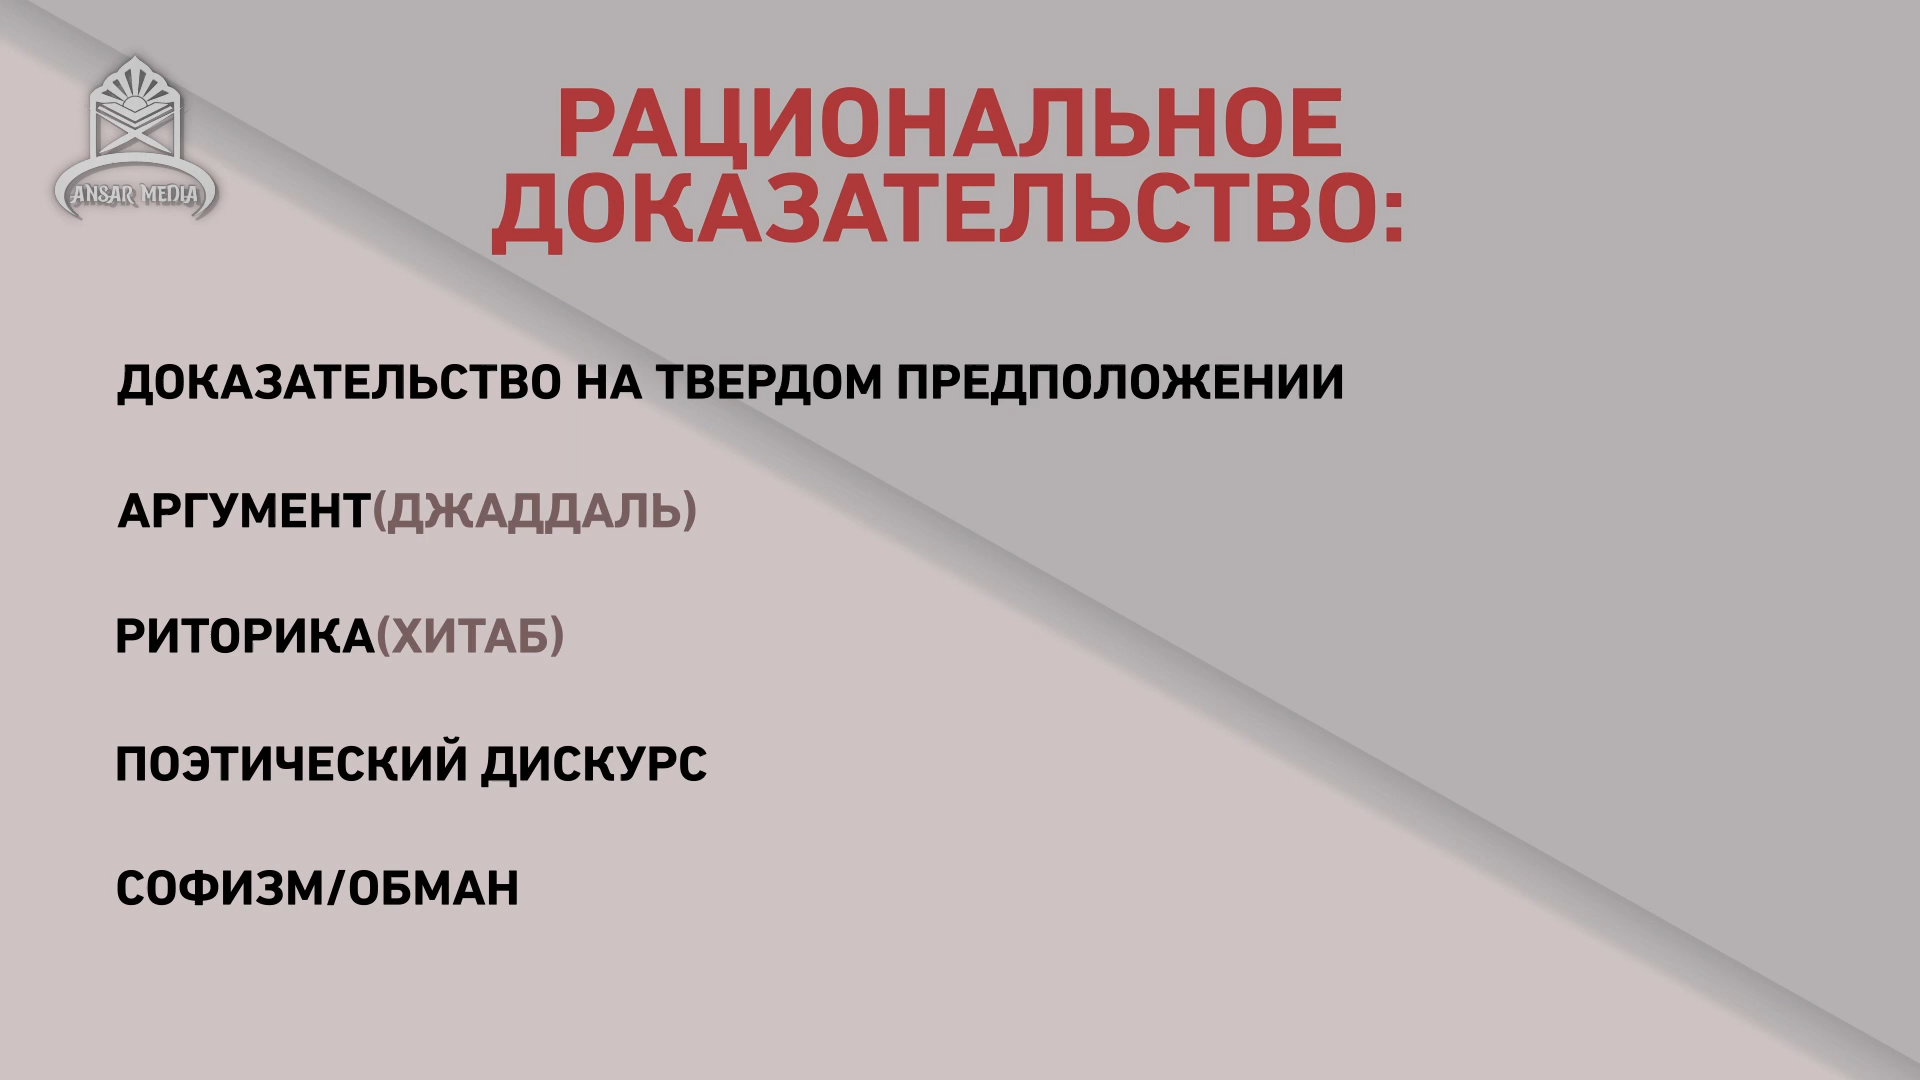 ANSAR MEDIA
РАЦИОНАЛЬНОЕ
ДОКАЗАТЕЛЬСТВО:
ДОКАЗАТЕЛЬСТВО НА ТВЕРДОМ ПРЕДПОЛОЖЕНИИ
АРГУМЕНТ(ДЖАДДАЛЬ)
РИТОРИКА(ХИТАБ)
ПОЭТИЧЕСКИЙ ДИСКУРС
СОФИЗМ/ОБМАН